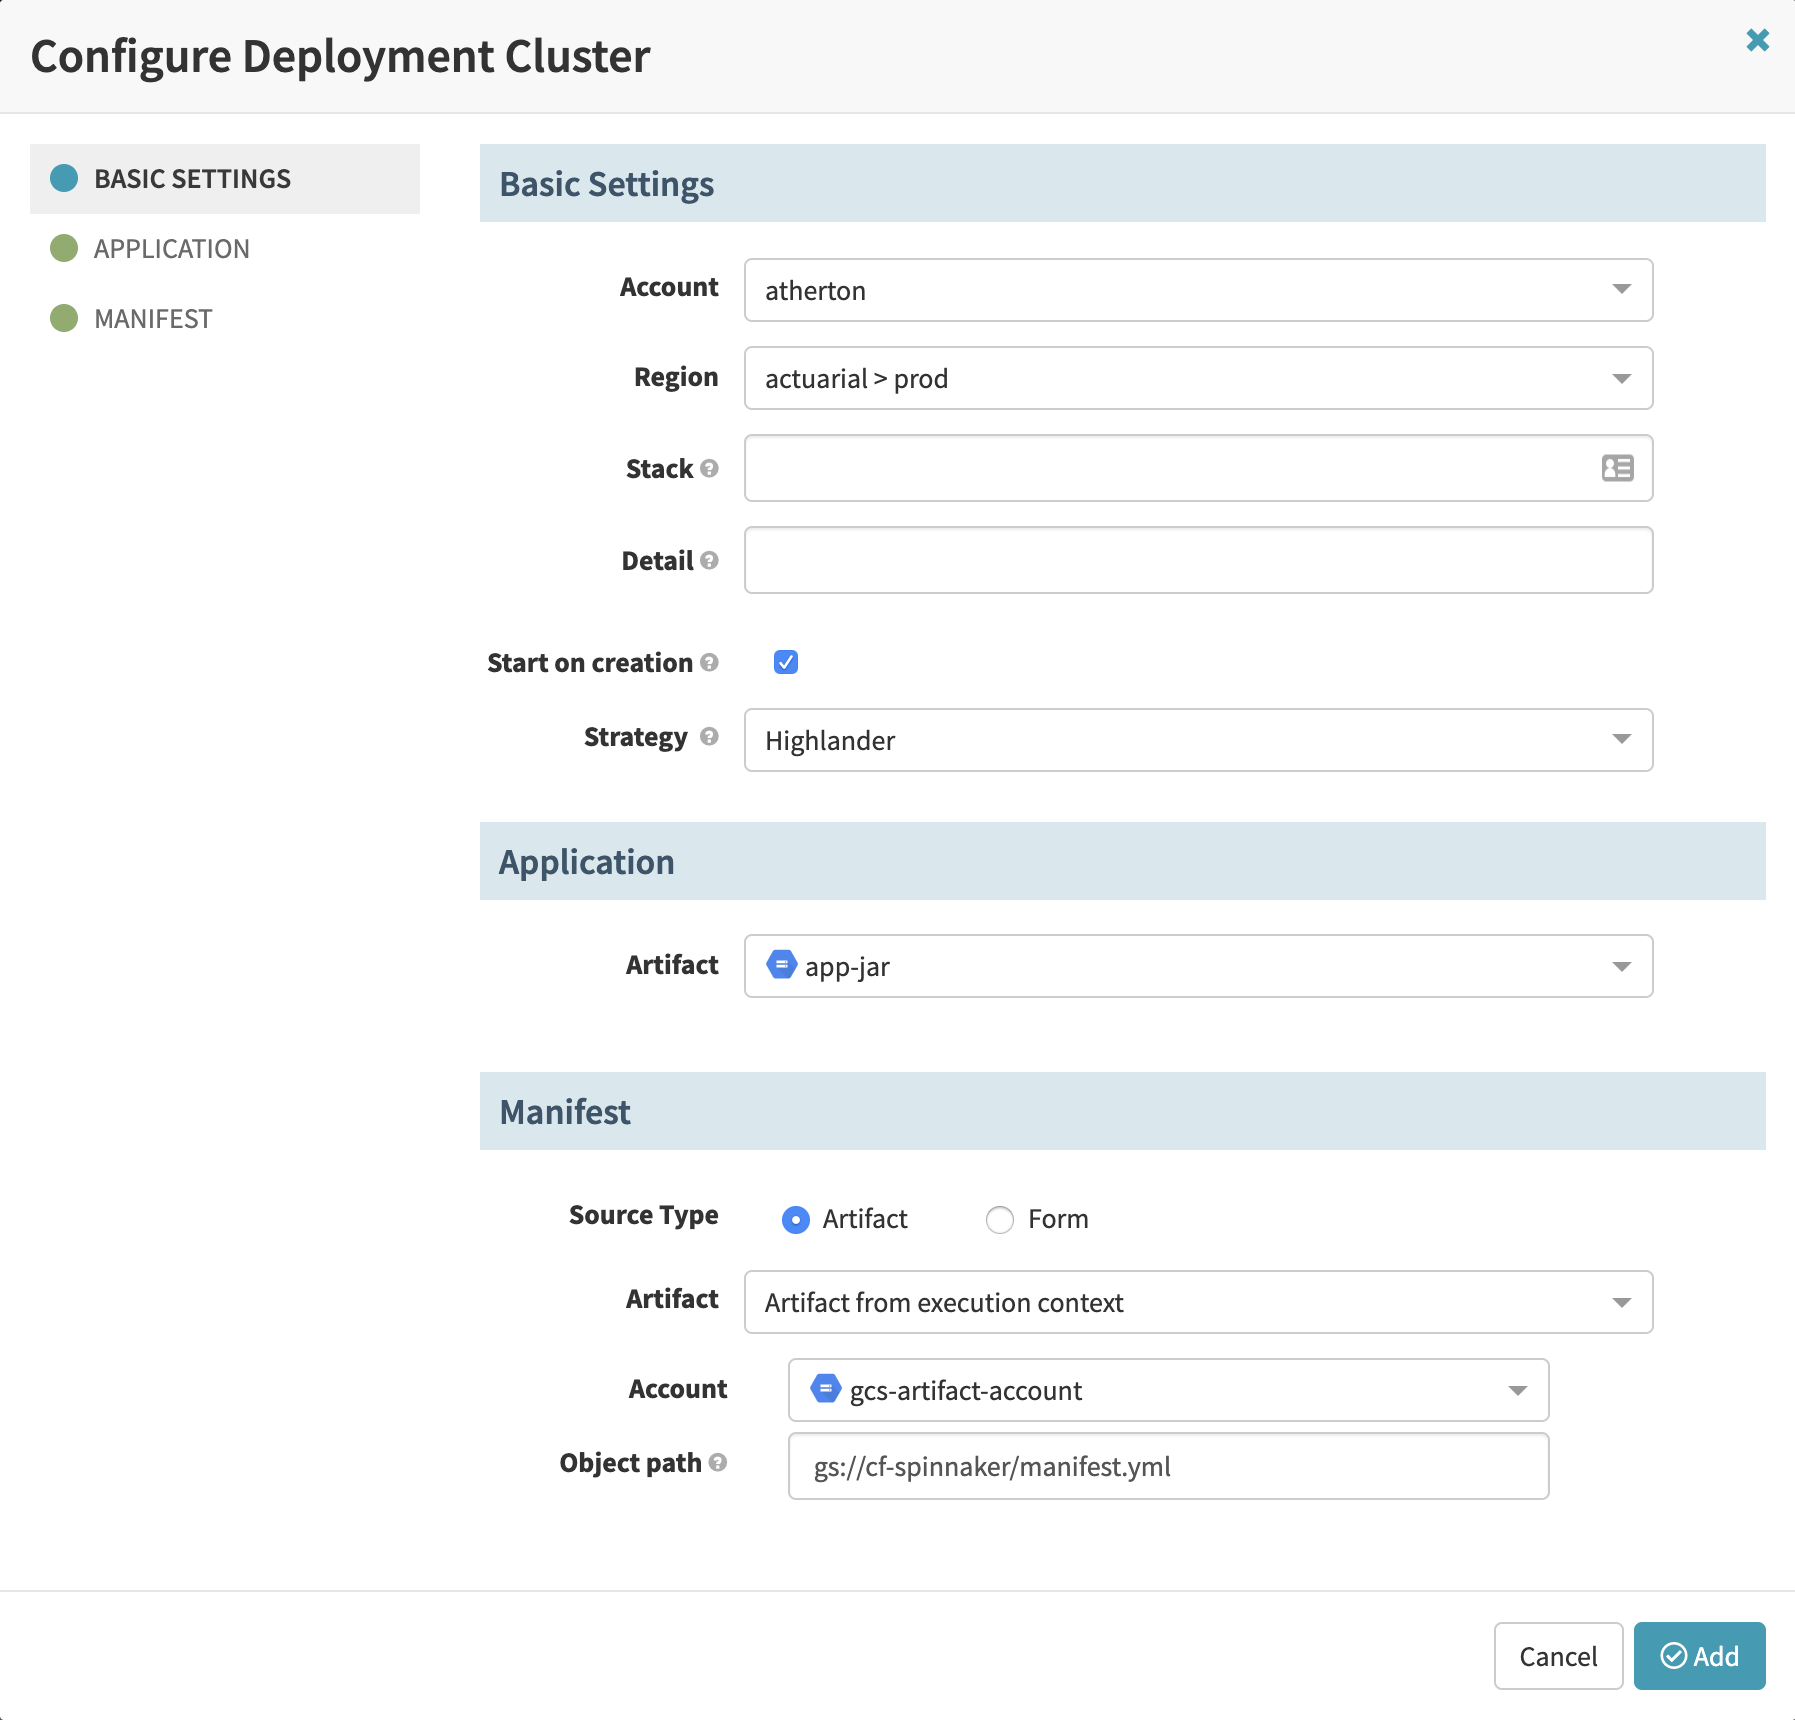 Configure Deployment Cluster
BASIC SETTINGS
APPLICATION
MANIFEST
Basic Settings
Account atherton
Region actuarial > prod
Stack ?
Detail ?
Start on creation ?
Strategy ? Highlander
Application
Artifact app-jar
Manifest
Source Type Artifact Form
Artifact Artifact from execution context
Account gcs-artifact-account
Object path ? gs://cf-spinnaker/manifest.yml
Cancel Add